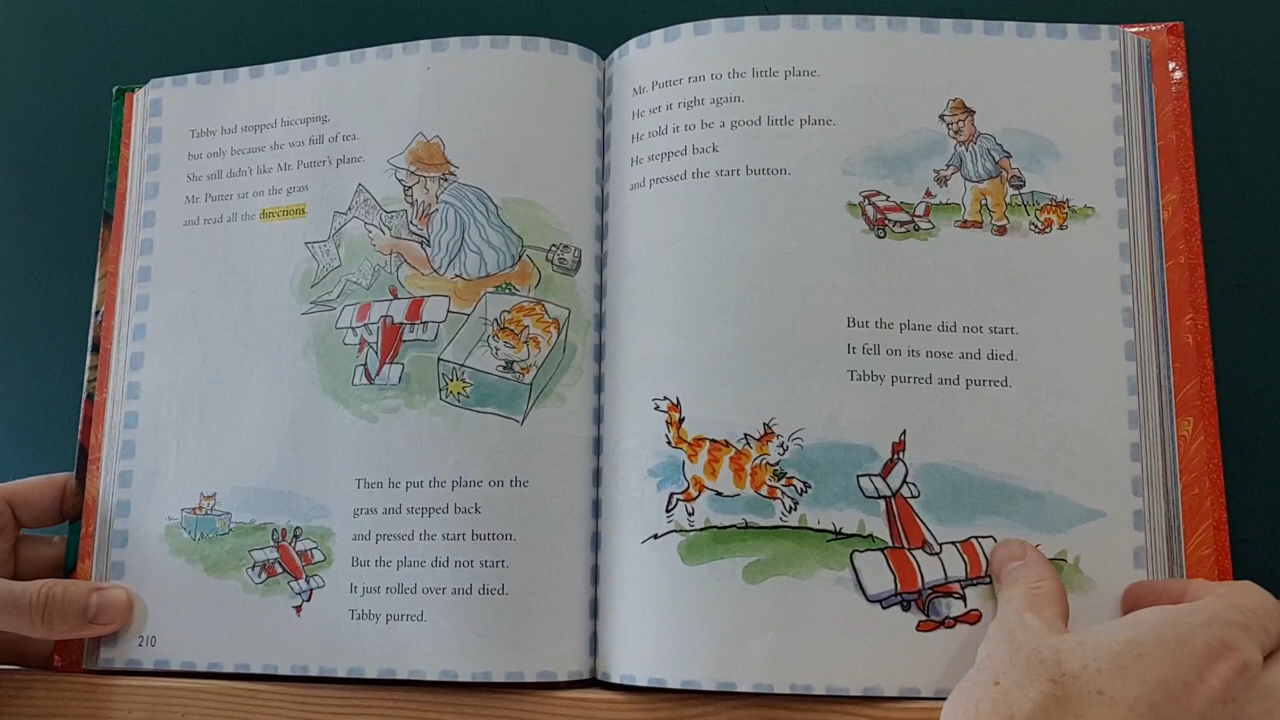 Tabby had stopped hiccuping,
but only because she was full of tea.
She still didn't like Mr. Putter's plane.
Mr. Putter sat on the grass
and read all the directions.
Then he put the plane on the
grass and stepped back
and pressed the start button.
But the plane did not start.
It just rolled over and died.
Tabby purred.
210
Mr. Putter ran to the little plane.
He set it right again.
He told it to be a good little plane.
He stepped back
and pressed the start button.
But the plane did not start.
It fell on its nose and died.
Tabby purred and purred.